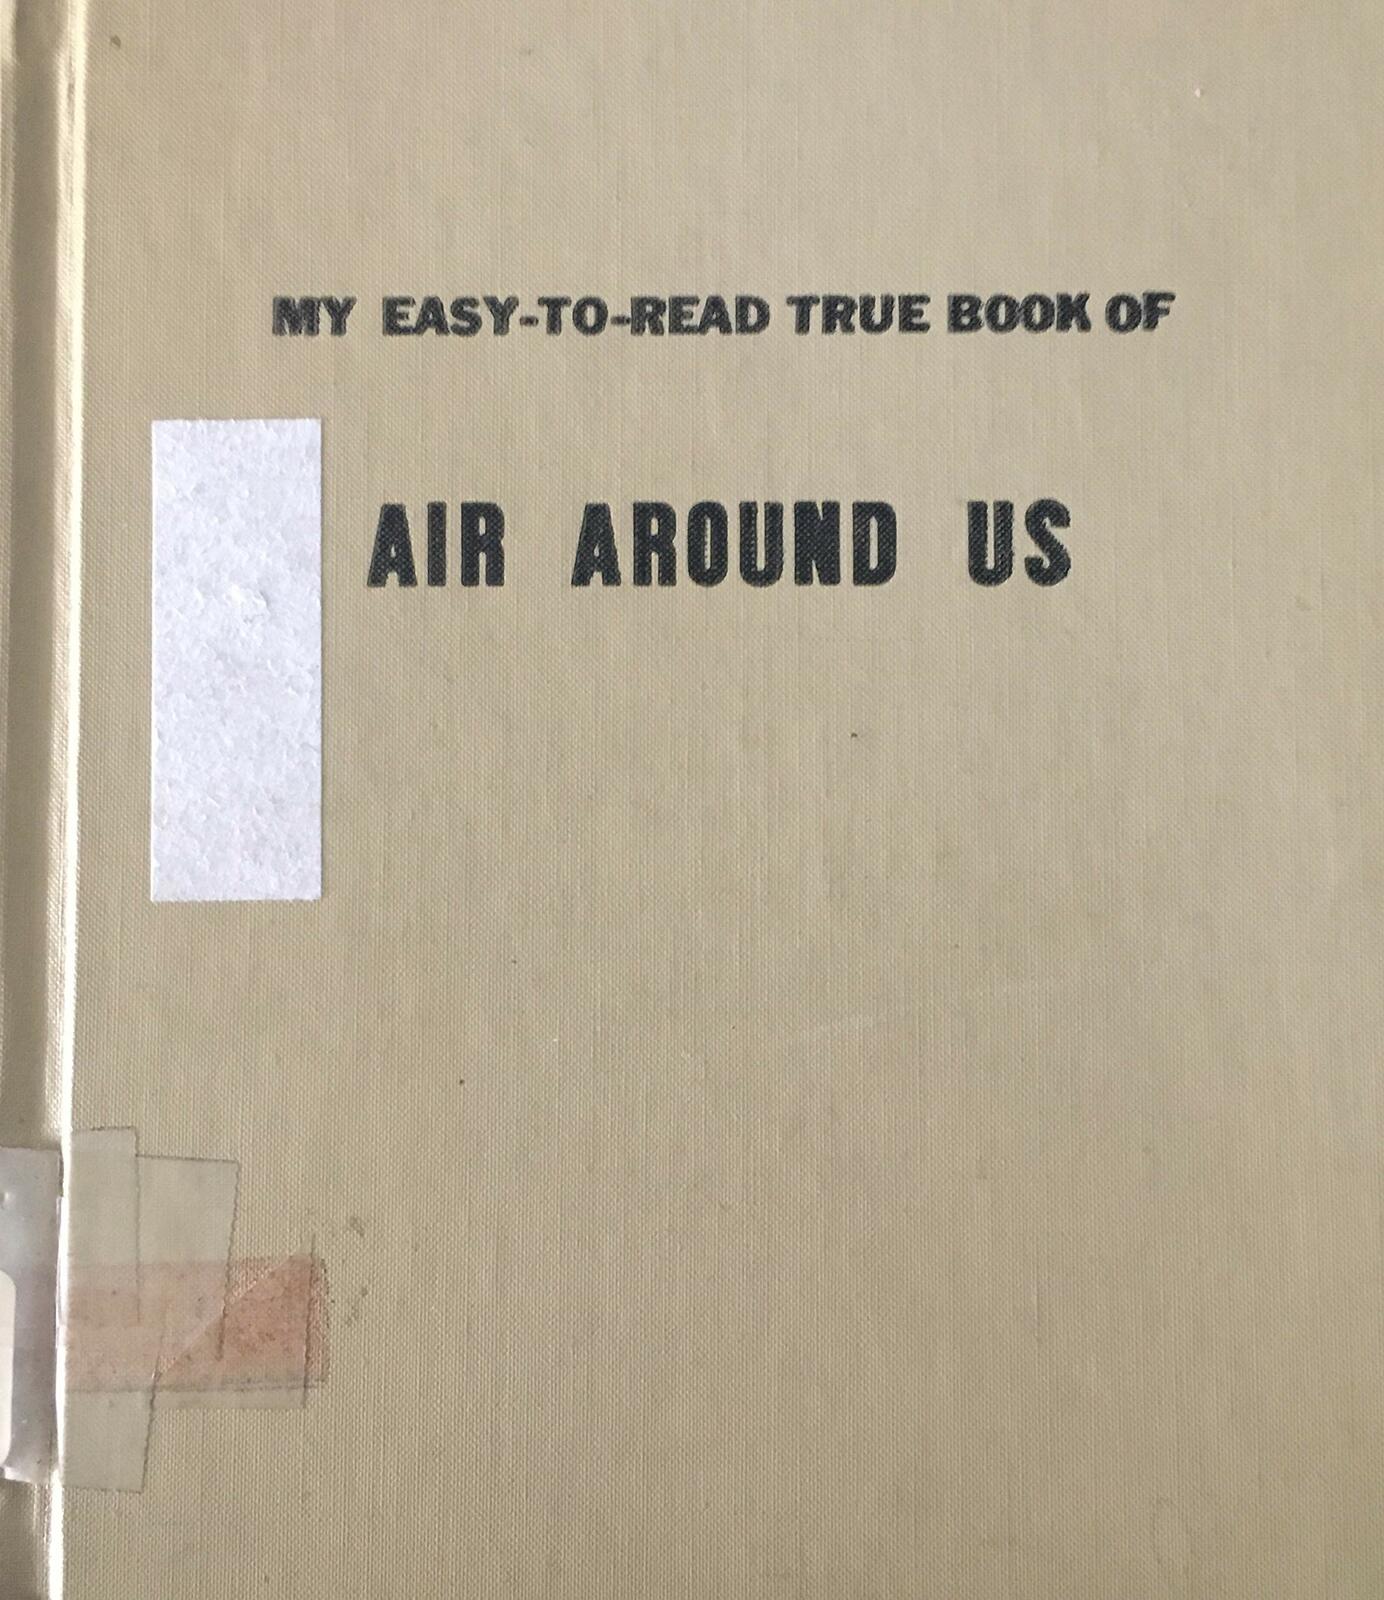 MY EASY-TO-READ TRUE BOOK OF
AIR AROUND US